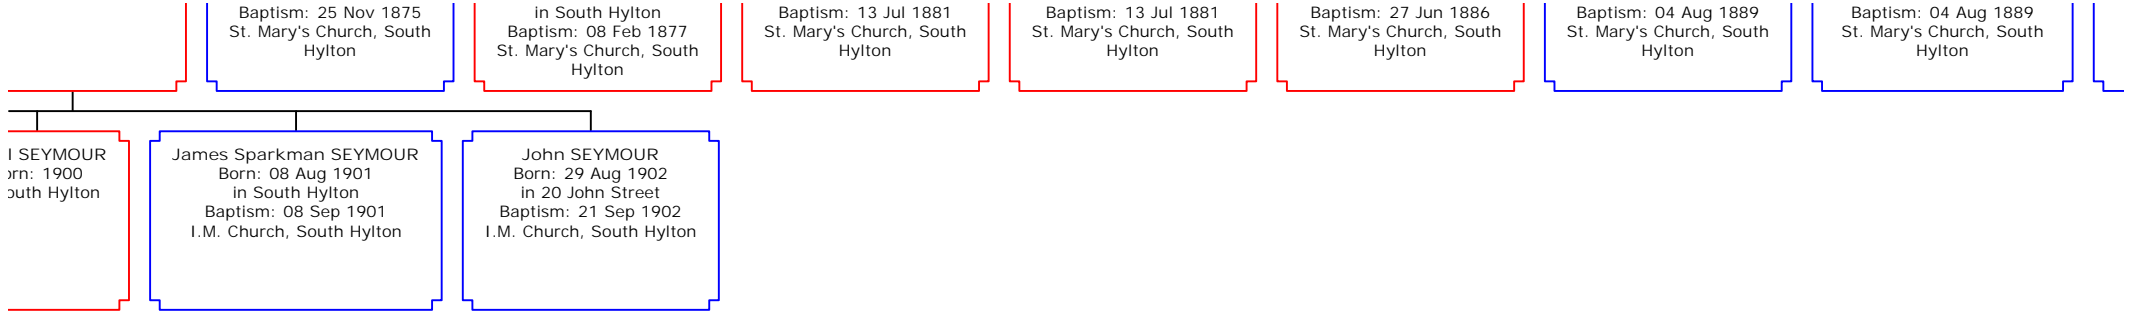 Baptism: 25 Nov 1875
St. Mary's Church, South
Hylton
in South Hylton
Baptism: 08 Feb 1877
St. Mary's Church, South
Hylton
Baptism: 13 Jul 1881
St. Mary's Church, South
Hylton
Baptism: 13 Jul 1881
St. Mary's Church, South
Hylton
Baptism: 27 Jun 1886
St. Mary's Church, South
Hylton
Baptism: 04 Aug 1889
St. Mary's Church, South
Hylton
Baptism: 04 Aug 1889
St. Mary's Church, South
Hylton
SEYMOUR
1900
Hylton
James Sparkman SEYMOUR
Born: 08 Aug 1901
in South Hylton
Baptism: 08 Sep 1901
I.M. Church, South Hylton
John SEYMOUR
Born: 29 Aug 1902
in 20 John Street
Baptism: 21 Sep 1902
I.M. Church, South Hylton